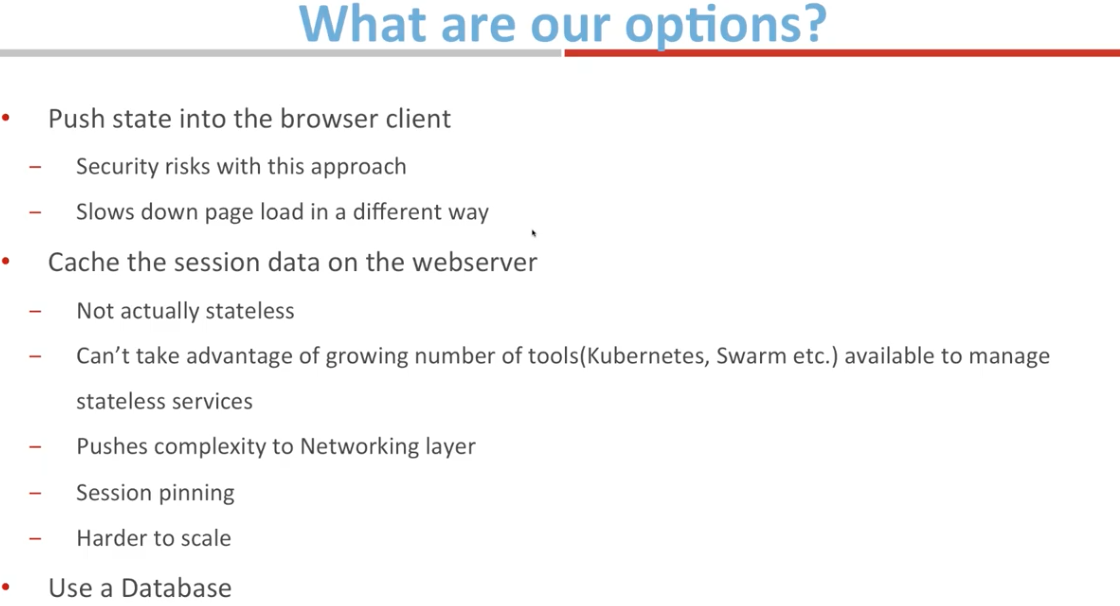 What are our options?
• Push state into the browser client
– Security risks with this approach
– Slows down page load in a different way
• Cache the session data on the webserver
– Not actually stateless
– Can’t take advantage of growing number of tools(Kubernetes, Swarm etc.) available to manage
stateless services
– Pushes complexity to Networking layer
– Session pinning
– Harder to scale
• Use a Database